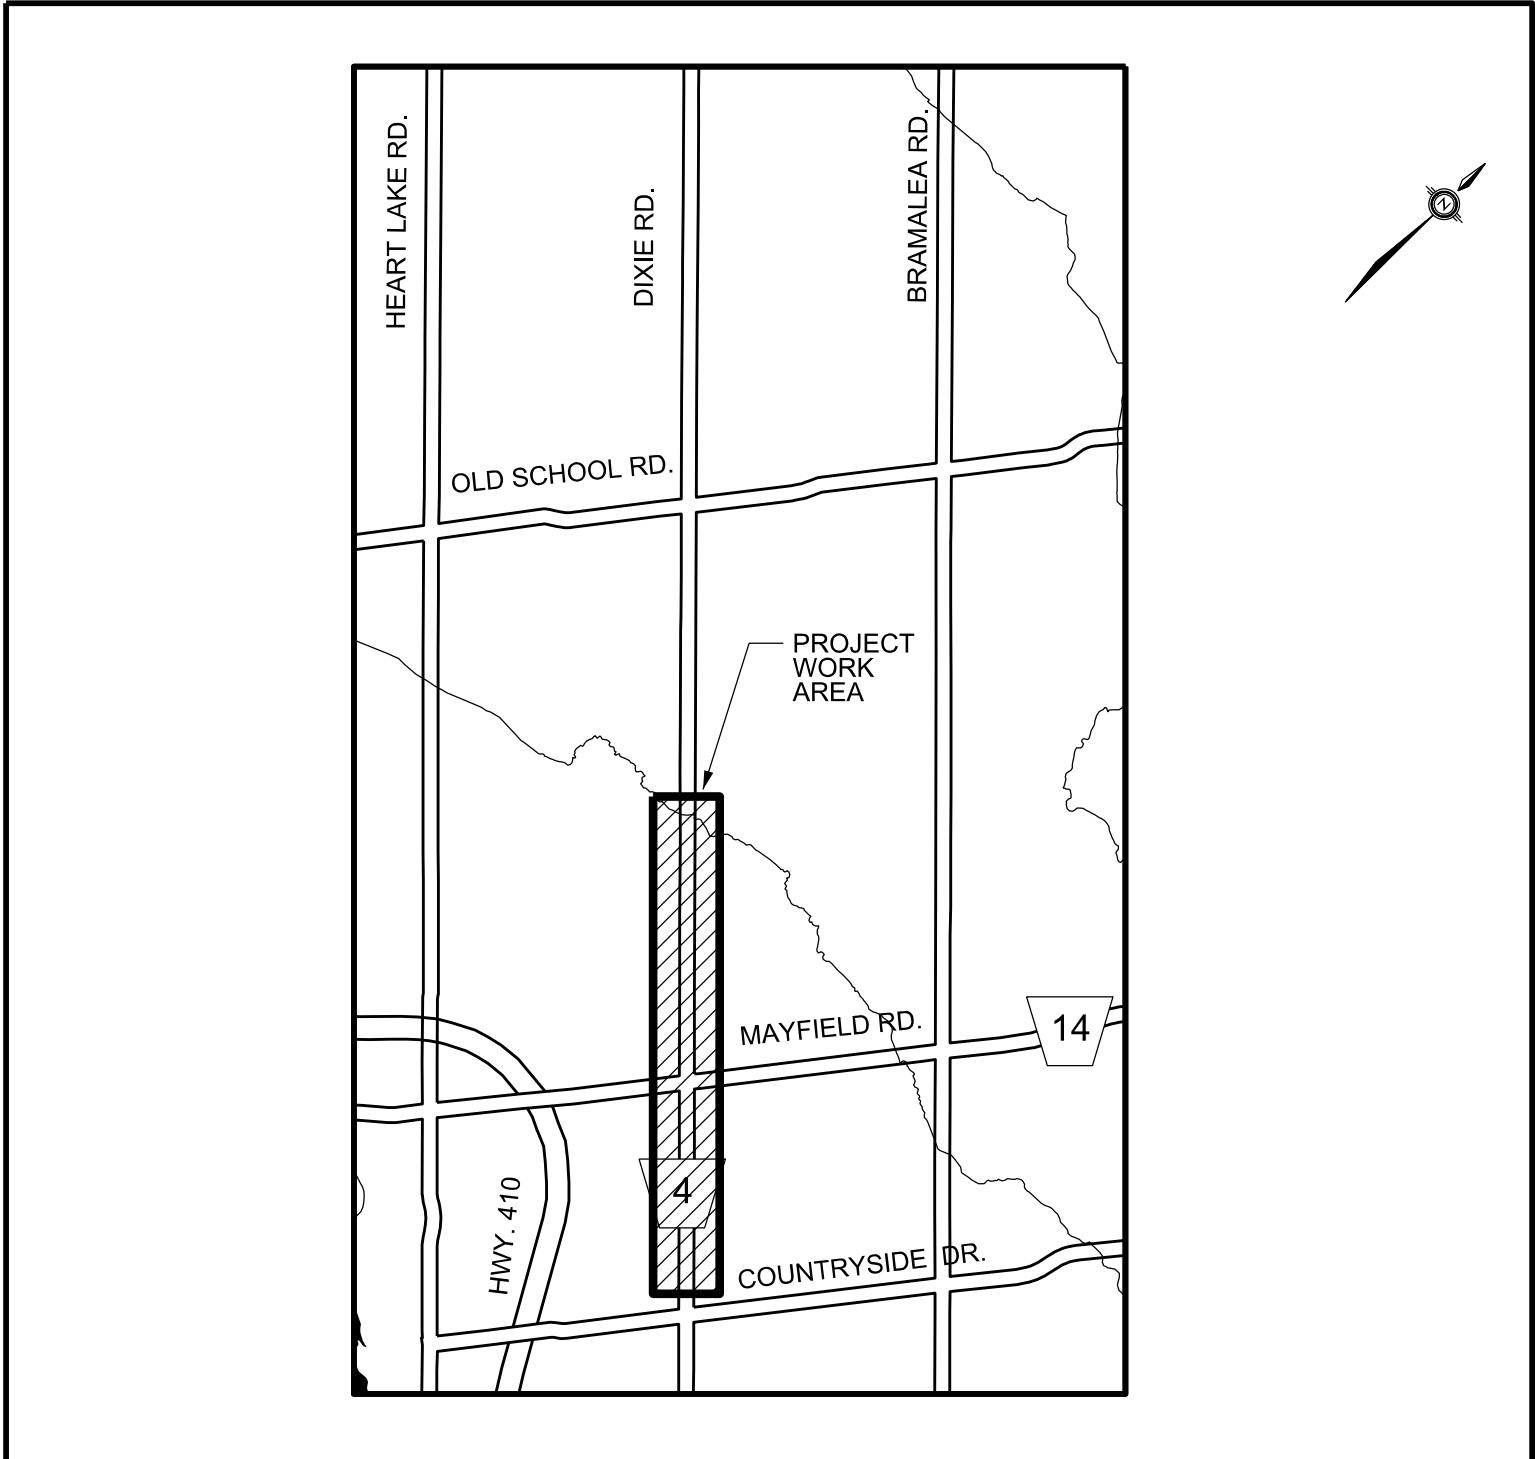 HEART LAKE RD.
DIXIE RD.
BRAMALEA RD.
N
OLD SCHOOL RD.
PROJECT
WORK
AREA
MAYFIELD RD.
14
4
HWY. 410
COUNTRYSIDE DR.